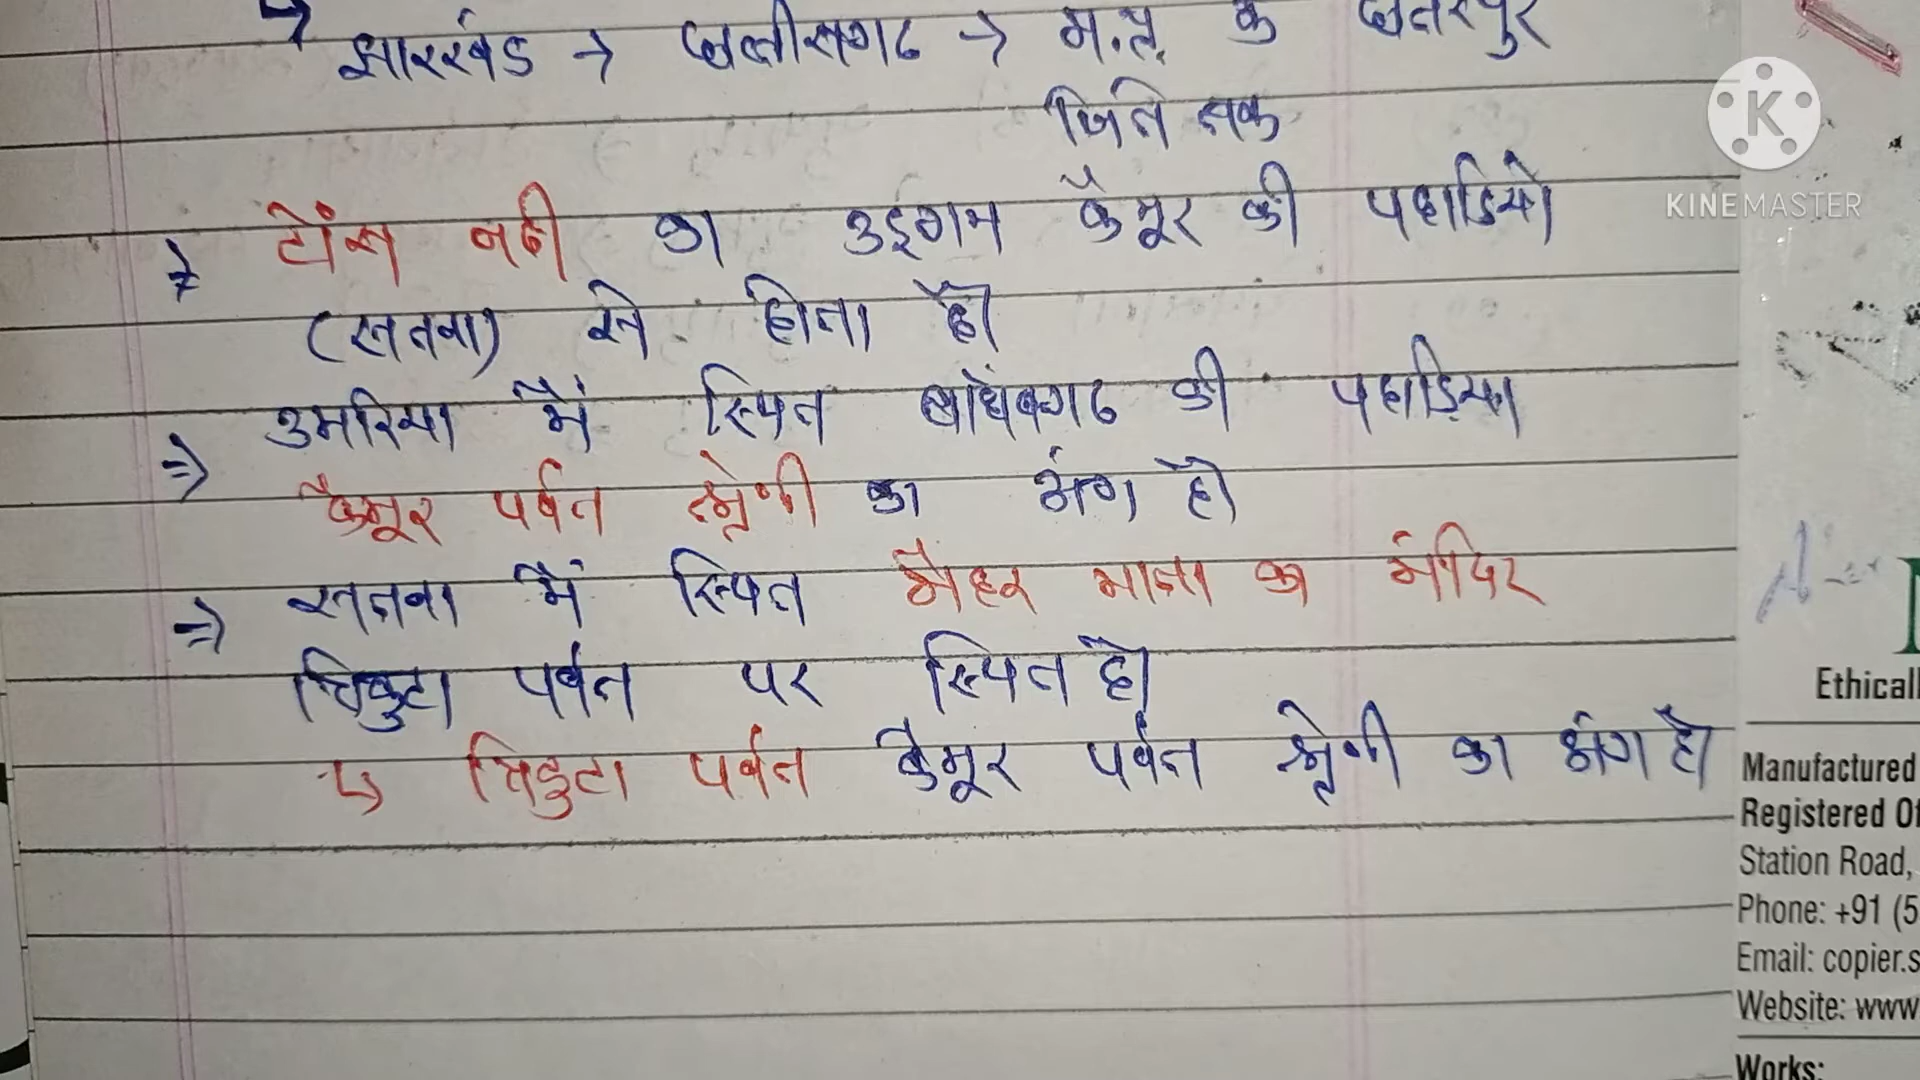 झारखंड → छत्तीसगढ → म.प्र. के छतरपुर
जिले तक
⇒ टोंस नदी का उद्गम कैमूर की पहाडियो
(सतना) से होता है।
⇒ उमरिया में स्थित बांधवगढ की पहाड़िया
कैमूर पर्वत श्रेणी का अंग है।
⇒ सतना में स्थित मैहर माता का मंदिर
त्रिकुटा पर्वत पर स्थित है।
↳ त्रिकुटा पर्वत कैमूर पर्वत श्रेणी का अंग है।
K
KINEMASTER
Ethicall
Manufactured
Registered Of
Station Road,
Phone: +91 (5
Email: copier.s
Website: www
Works: